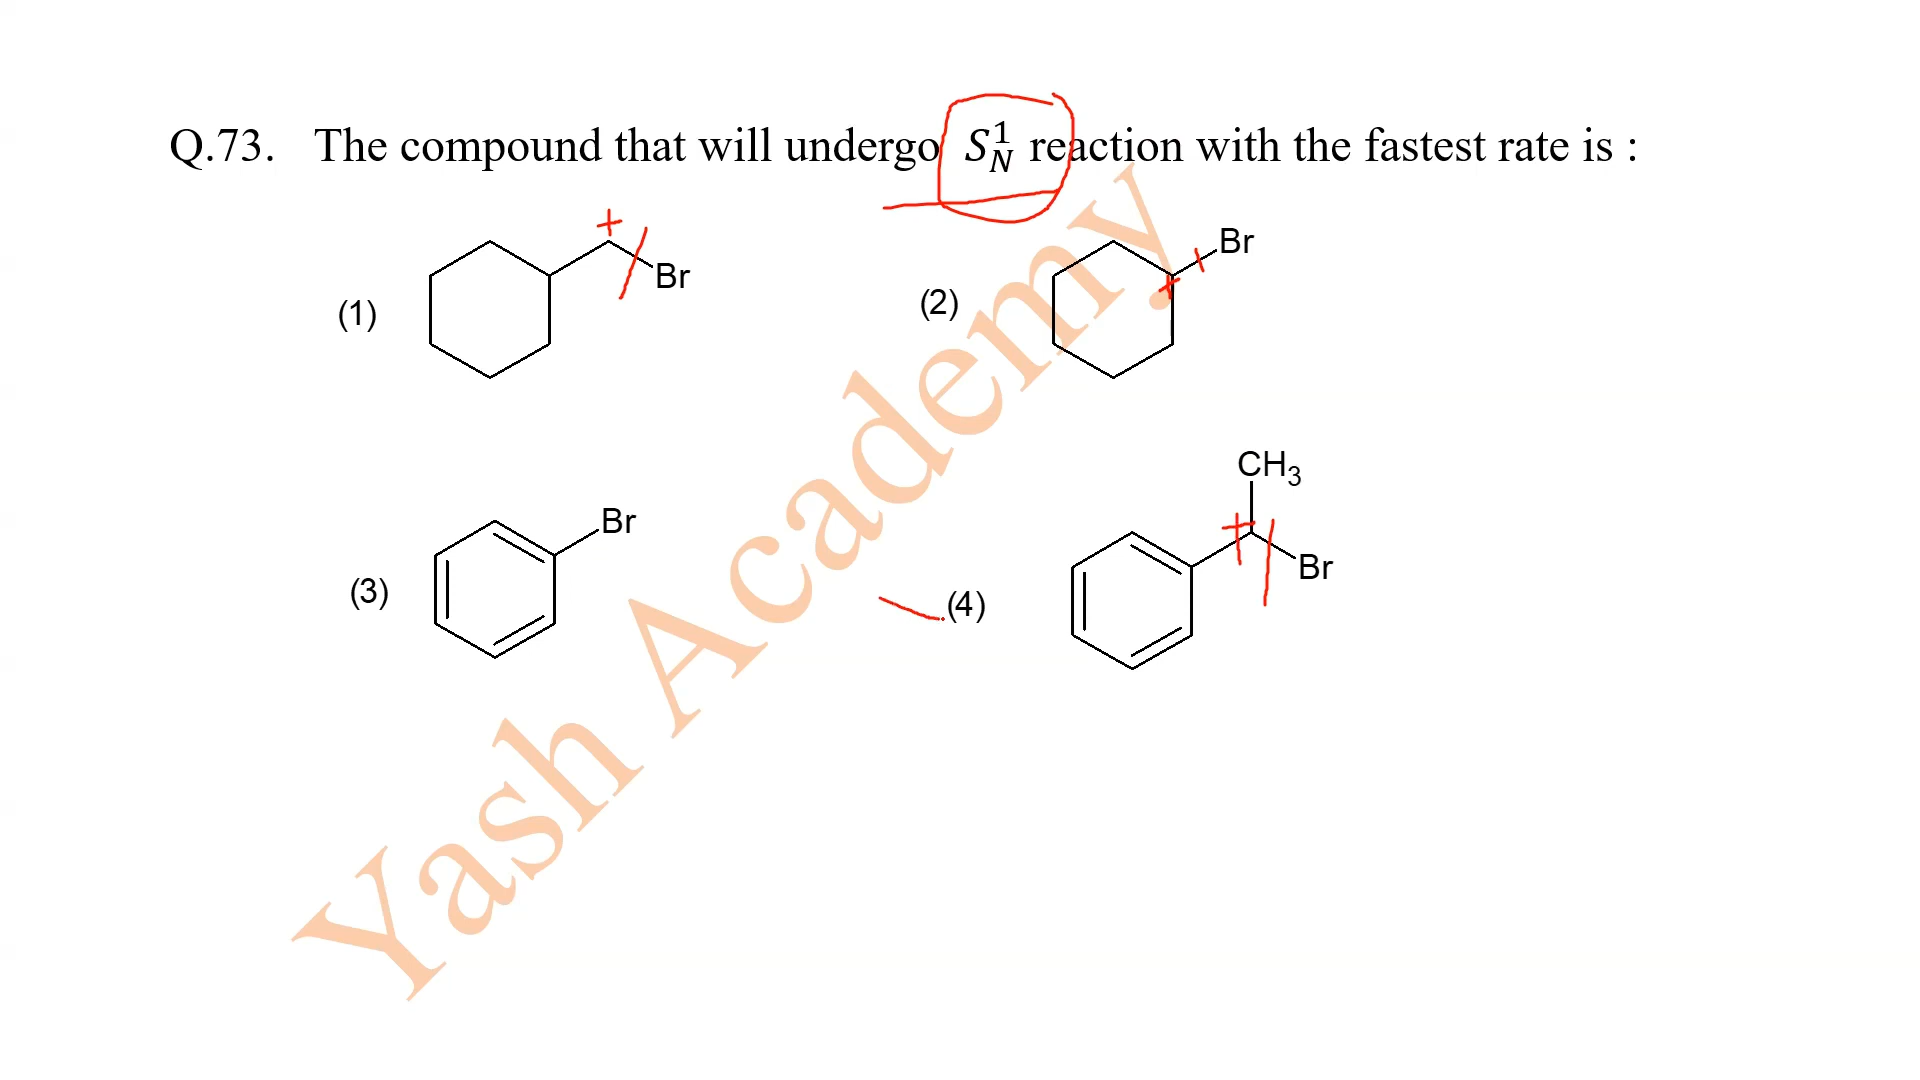 Q.73. The compound that will undergo S_N^1 reaction with the fastest rate is :
(1) Br
(2) Br
(3) Br
(4) CH₃ Br
Yash Academy